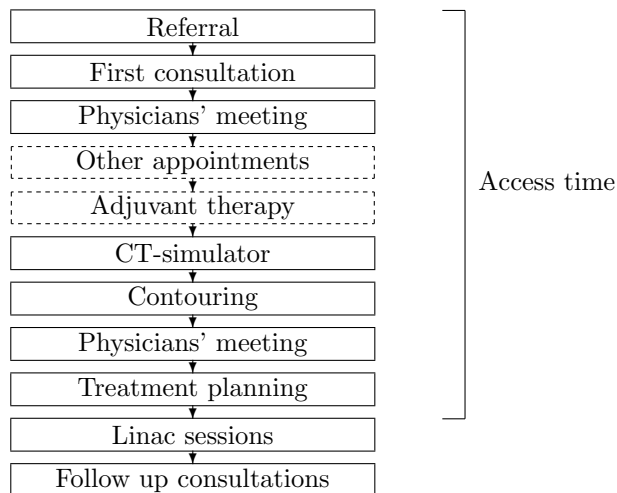 Referral
First consultation
Physicians' meeting
Other appointments
Adjuvant therapy
CT-simulator
Contouring
Physicians' meeting
Treatment planning
Linac sessions
Follow up consultations
Access time